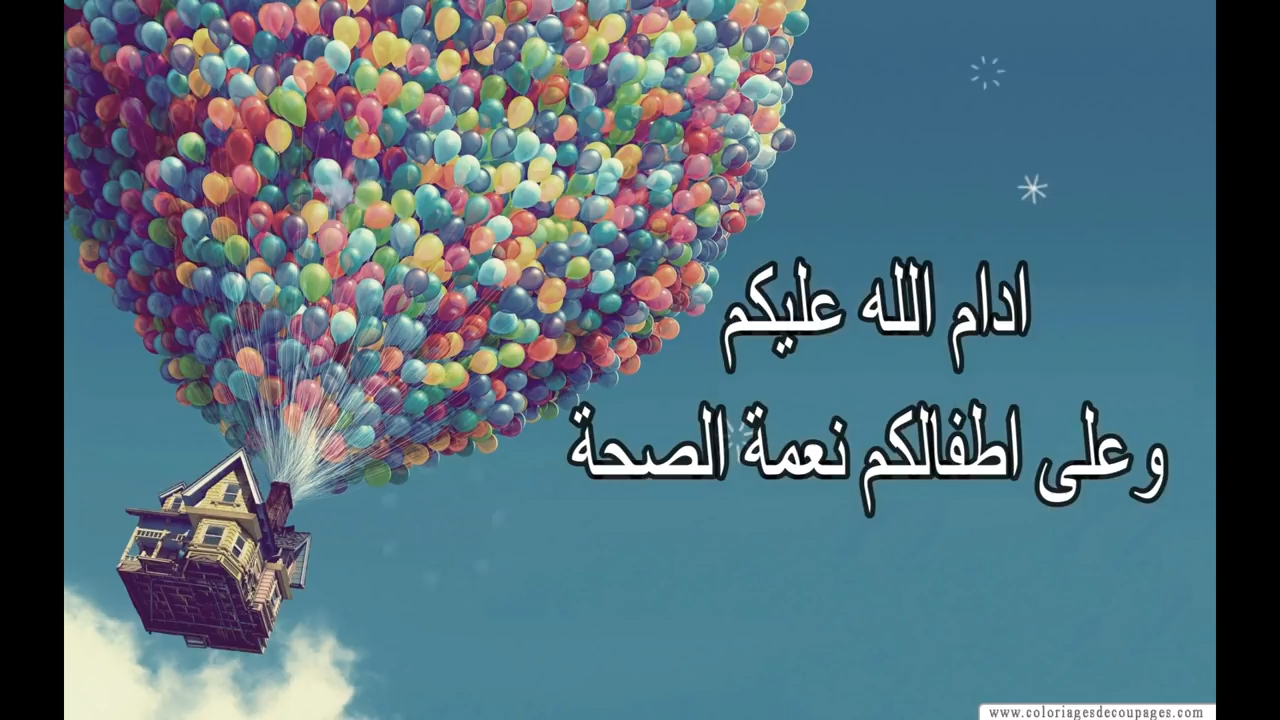 ادام الله عليكم
وعلى اطفالكم نعمة الصحة
www.coloriagesdecoupages.com